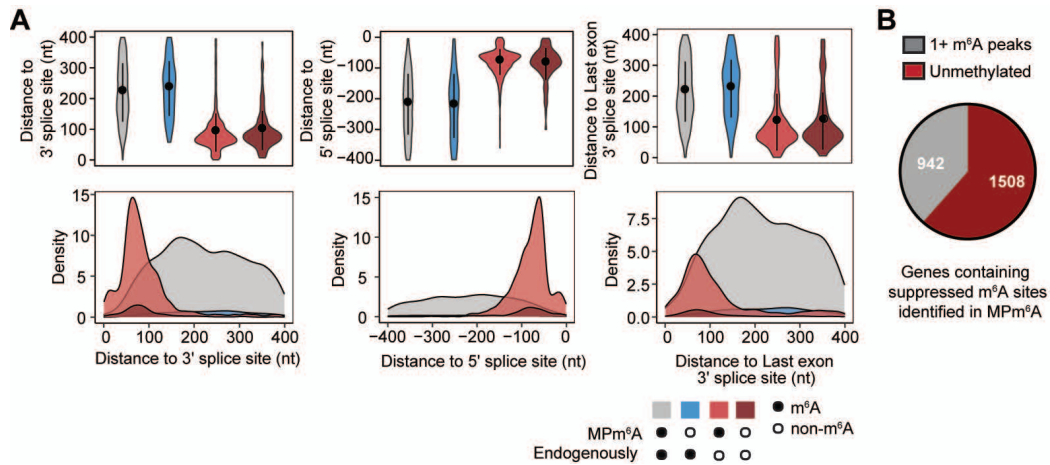 A
Distance to
3' splice site (nt)
400
300
200
100
0
Distance to
5' splice site (nt)
0
−100
−200
−300
−400
Distance to Last exon
3' splice site (nt)
400
300
200
100
0
Density
15
10
5
0
0 100 200 300 400
Distance to 3' splice site (nt)
Density
15
10
5
0
−400 −300 −200 −100 0
Distance to 5' splice site (nt)
Density
7.5
5.0
2.5
0.0
0 100 200 300 400
Distance to Last exon
3' splice site (nt)
MPm⁶A
Endogenously
m⁶A
non-m⁶A
B
1+ m⁶A peaks
Unmethylated
942
1508
Genes containing
suppressed m⁶A sites
identified in MPm⁶A